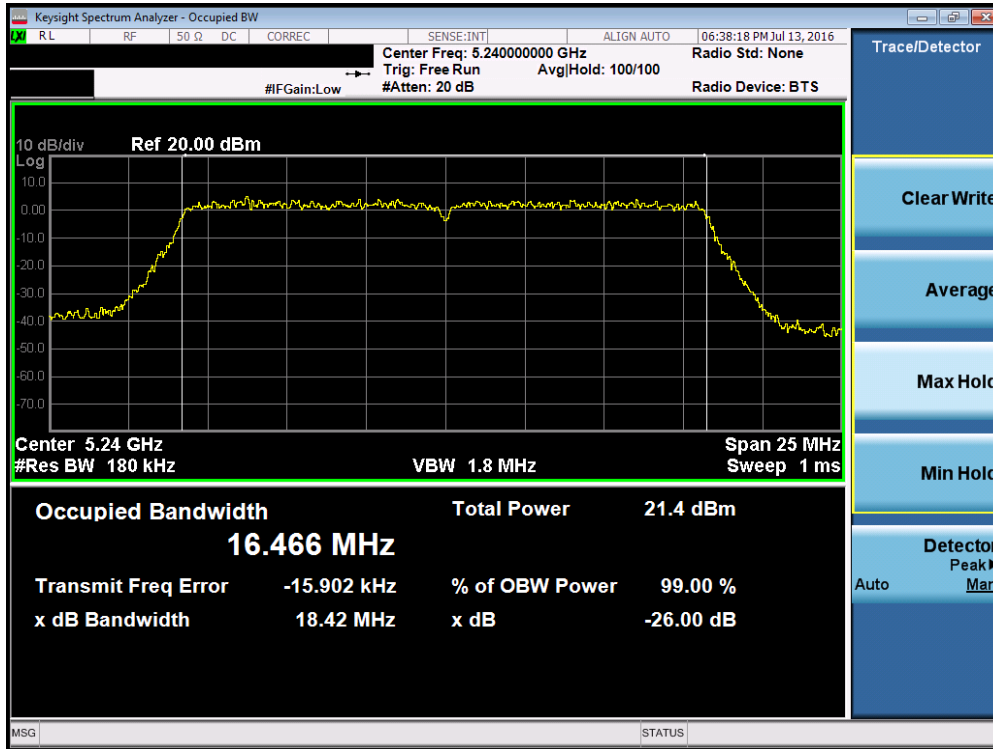 Keysight Spectrum Analyzer - Occupied BW
LXI RL RF 50 Ω DC CORREC SENSE:INT ALIGN AUTO 06:38:18 PM Jul 13, 2016
Center Freq: 5.240000000 GHz Radio Std: None
Trig: Free Run Avg|Hold: 100/100
#IFGain:Low #Atten: 20 dB Radio Device: BTS
Trace/Detector
10 dB/div Ref 20.00 dBm
Log
10.0
0.00
-10.0
-20.0
-30.0
-40.0
-50.0
-60.0
-70.0
Center 5.24 GHz Span 25 MHz
#Res BW 180 kHz VBW 1.8 MHz Sweep 1 ms
Occupied Bandwidth Total Power 21.4 dBm
16.466 MHz
Transmit Freq Error -15.902 kHz % of OBW Power 99.00 %
x dB Bandwidth 18.42 MHz x dB -26.00 dB
Clear Write
Average
Max Hold
Min Hold
Detector
Peak
Auto Man
MSG STATUS